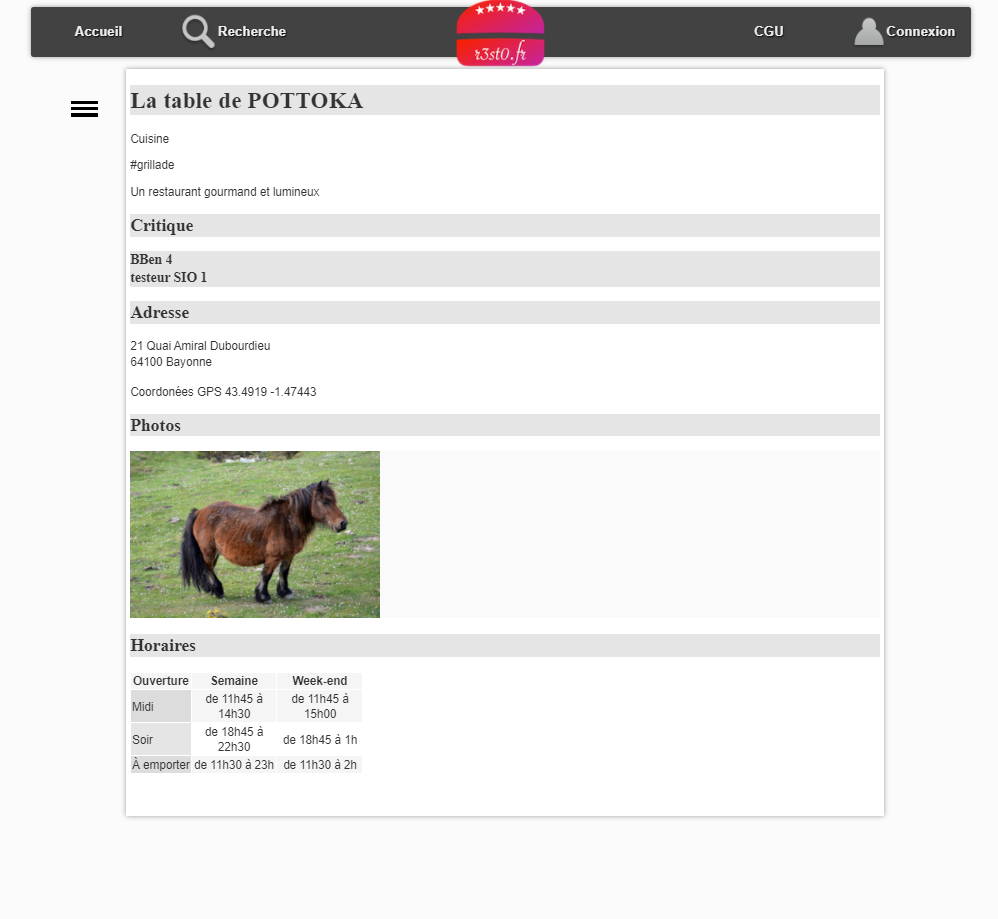 Accueil
Recherche
r3st0.fr
CGU
Connexion
La table de POTTOKA
Cuisine
#grillade
Un restaurant gourmand et lumineux
Critique
BBen 4
testeur SIO 1
Adresse
21 Quai Amiral Dubourdieu
64100 Bayonne
Coordonées GPS 43.4919 -1.47443
Photos
Horaires
Ouverture Semaine Week-end
Midi de 11h45 à 14h30 de 11h45 à 15h00
Soir de 18h45 à 22h30 de 18h45 à 1h
À emporter de 11h30 à 23h de 11h30 à 2h